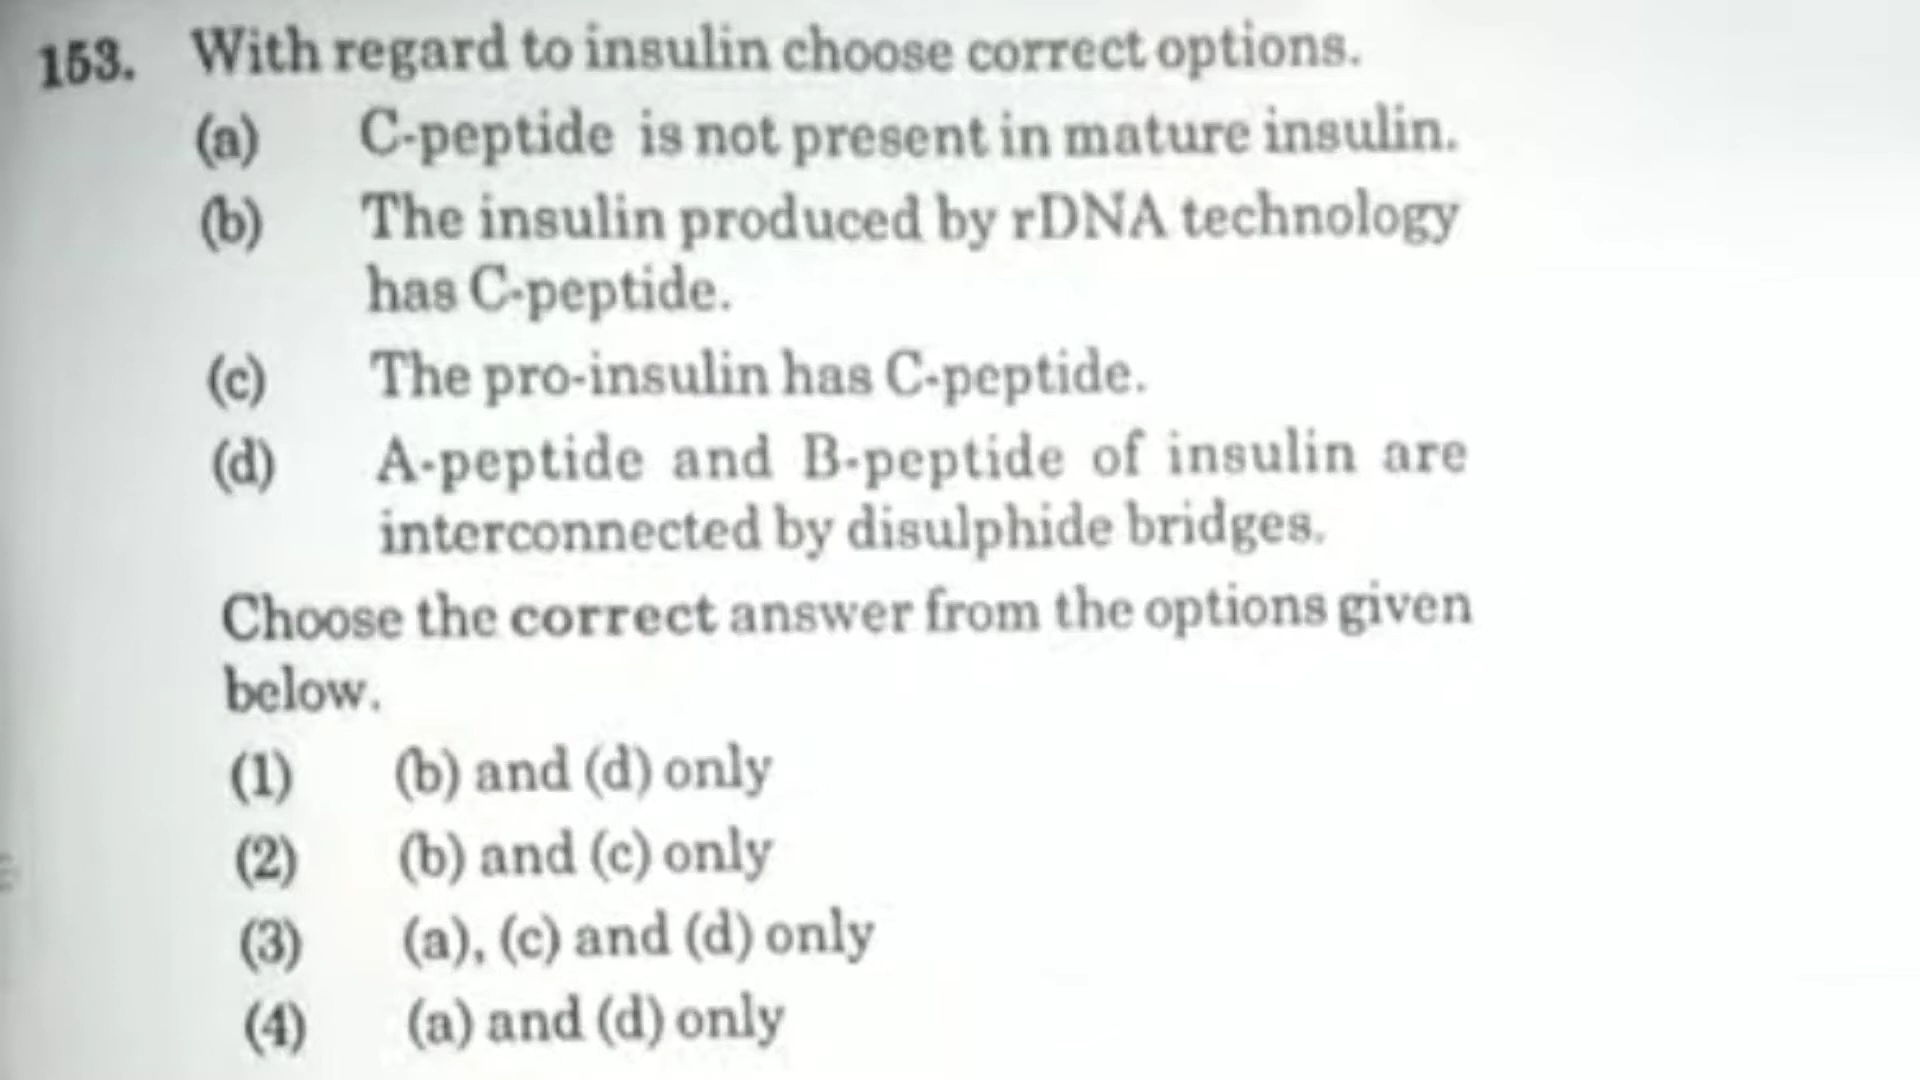 153. With regard to insulin choose correct options.
(a) C-peptide is not present in mature insulin.
(b) The insulin produced by rDNA technology
has C-peptide.
(c) The pro-insulin has C-peptide.
(d) A-peptide and B-peptide of insulin are
interconnected by disulphide bridges.
Choose the correct answer from the options given
below.
(1) (b) and (d) only
(2) (b) and (c) only
(3) (a), (c) and (d) only
(4) (a) and (d) only